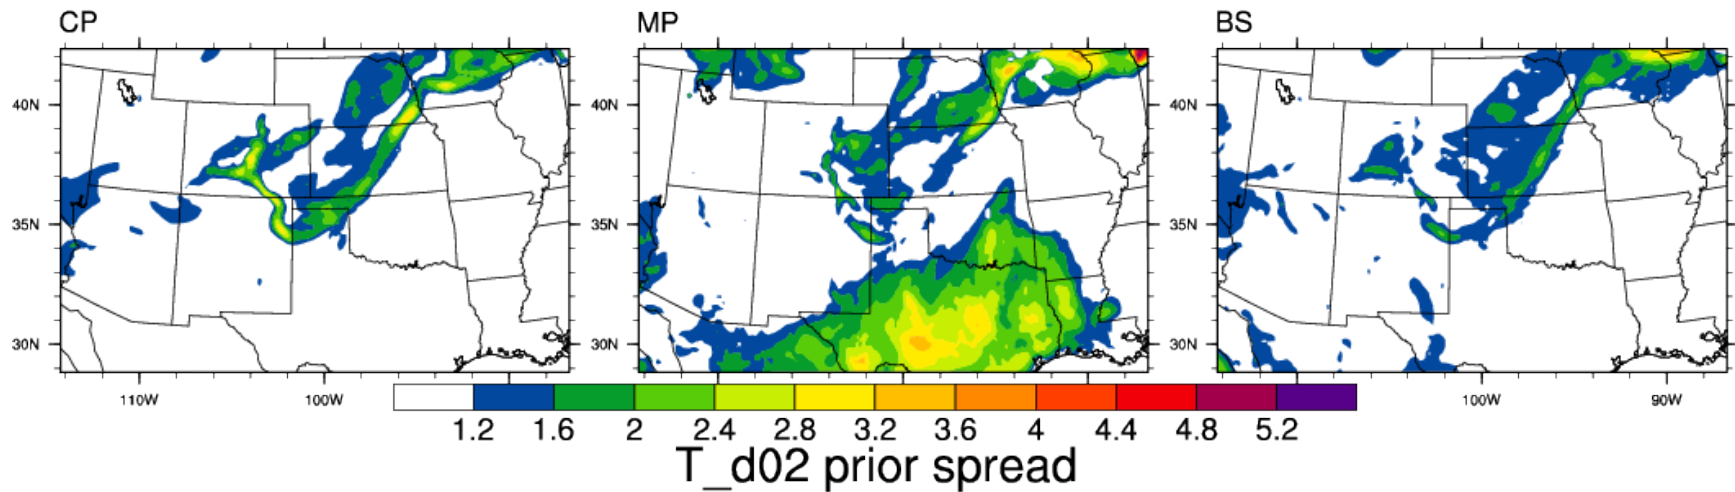 CP MP BS
40N 40N 40N
35N 35N 35N
30N 30N 30N
110W 100W 100W 90W
1.2 1.6 2 2.4 2.8 3.2 3.6 4 4.4 4.8 5.2
T_d02 prior spread